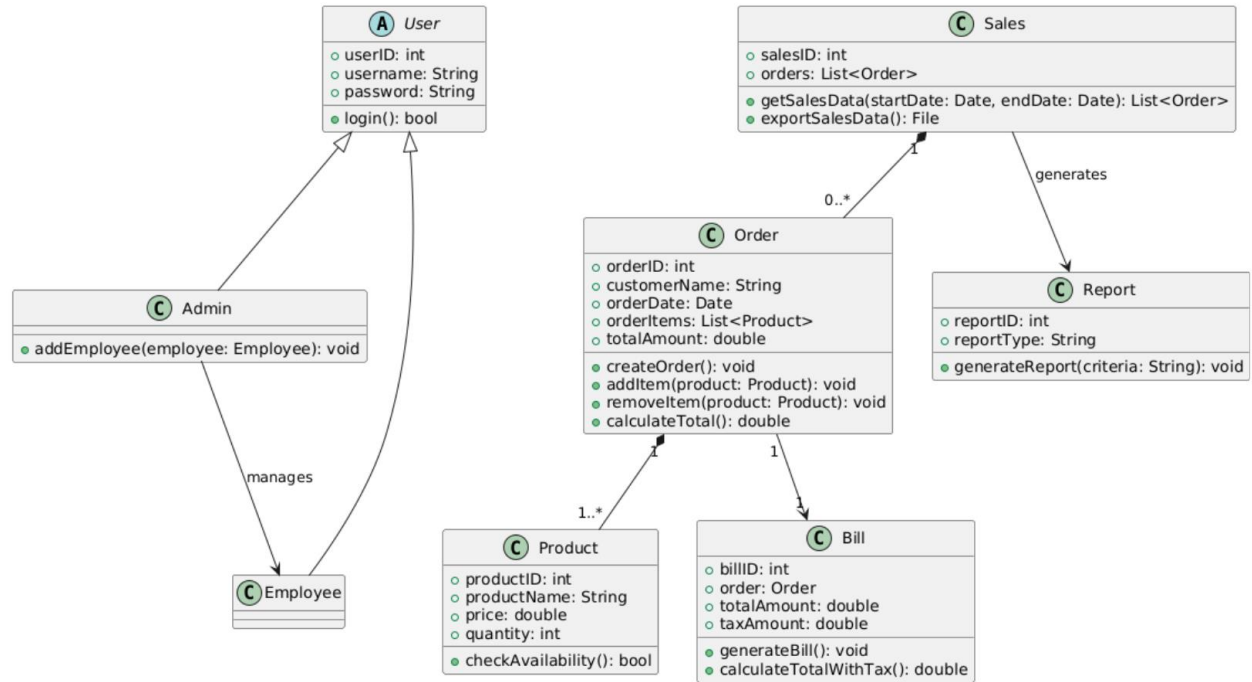 A User
userID: int
username: String
password: String
login(): bool
C Sales
salesID: int
orders: List<Order>
getSalesData(startDate: Date, endDate: Date): List<Order>
exportSalesData(): File
1
0..*
generates
C Order
orderID: int
customerName: String
orderDate: Date
orderItems: List<Product>
totalAmount: double
createOrder(): void
addItem(product: Product): void
removeItem(product: Product): void
calculateTotal(): double
C Report
reportID: int
reportType: String
generateReport(criteria: String): void
C Admin
addEmployee(employee: Employee): void
manages
C Employee
1
1..*
1
1
C Product
productID: int
productName: String
price: double
quantity: int
checkAvailability(): bool
C Bill
billID: int
order: Order
totalAmount: double
taxAmount: double
generateBill(): void
calculateTotalWithTax(): double